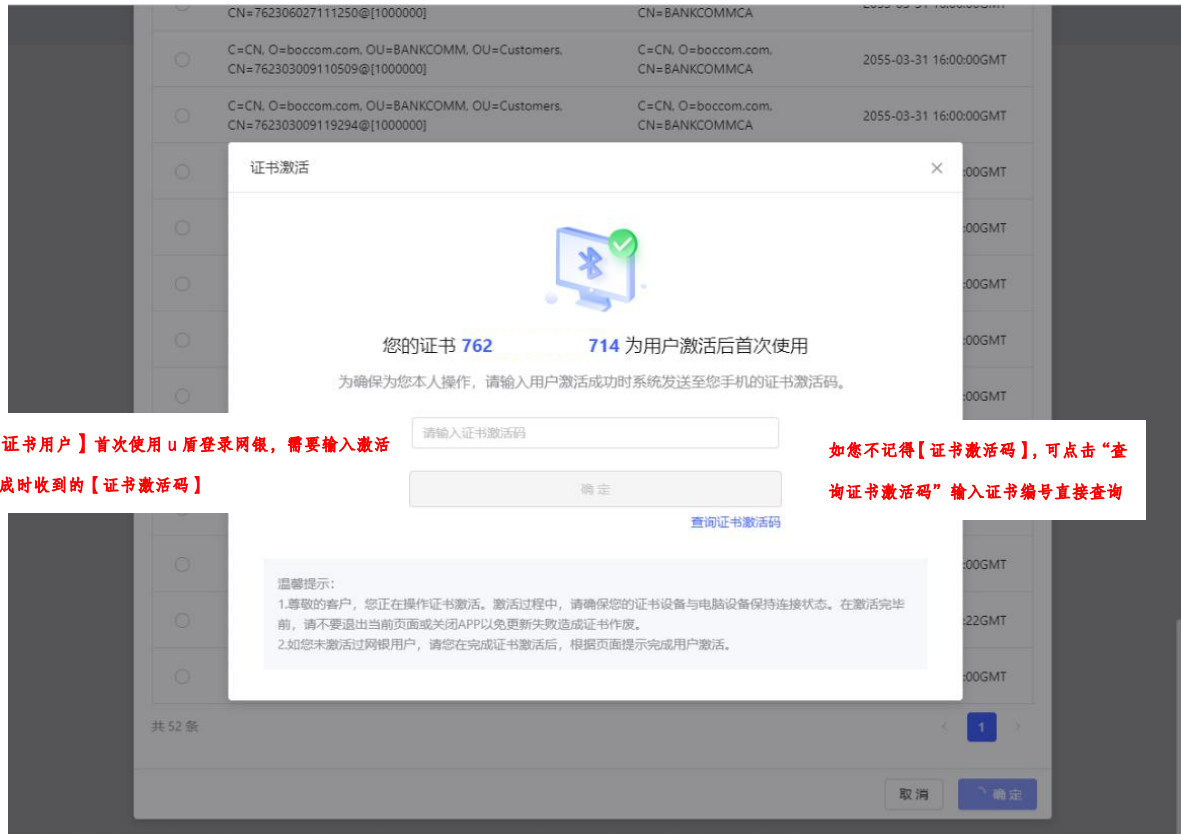 CN=762306027111250@[1000000]
CN=BANKCOMMCA
C=CN, O=boccom.com, OU=BANKCOMM, OU=Customers,
CN=762303009110509@[1000000]
C=CN, O=boccom.com,
CN=BANKCOMMCA
2055-03-31 16:00:00GMT
C=CN, O=boccom.com, OU=BANKCOMM, OU=Customers,
CN=762303009119294@[1000000]
C=CN, O=boccom.com,
CN=BANKCOMMCA
2055-03-31 16:00:00GMT
证书激活
:00GMT
:00GMT
:00GMT
您的证书 762 714 为用户激活后首次使用
:00GMT
为确保为您本人操作，请输入用户激活成功时系统发送至您手机的证书激活码。
:00GMT
请输入证书激活码
证书用户】首次使用u盾登录网银，需要输入激活
成时收到的【证书激活码】
如您不记得【证书激活码】，可点击“查
询证书激活码”输入证书编号直接查询
确定
查询证书激活码
:00GMT
温馨提示：
1.尊敬的客户，您正在操作证书激活。激活过程中，请确保您的证书设备与电脑设备保持连接状态。在激活完毕
前，请不要退出当前页面或关闭APP以免更新失败造成证书作废。
:22GMT
2.如您未激活过网银用户，请您在完成证书激活后，根据页面提示完成用户激活。
:00GMT
共 52 条
1
取消
确定